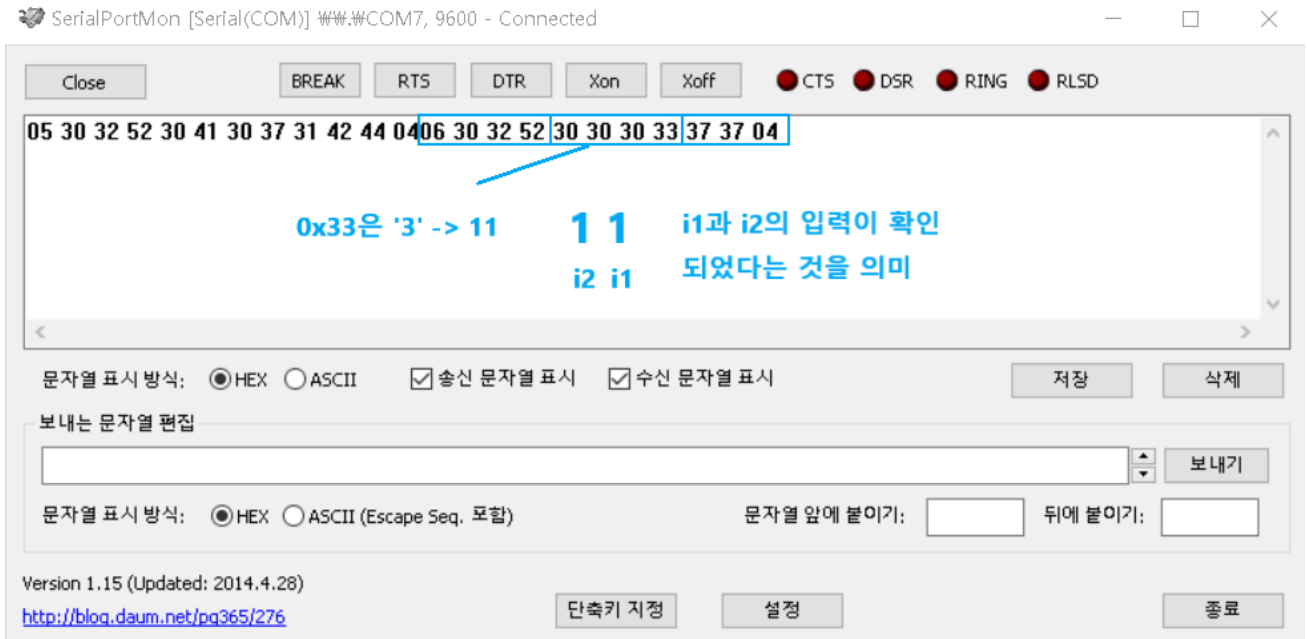 SerialPortMon [Serial(COM)] ₩₩.₩COM7, 9600 - Connected
Close BREAK RTS DTR Xon Xoff CTS DSR RING RLSD
05 30 32 52 30 41 30 37 31 42 44 0406 30 32 52 30 30 30 33 37 37 04
0x33은 '3' -> 11 1 1 i1과 i2의 입력이 확인
i2 i1 되었다는 것을 의미
문자열 표시 방식: HEX ASCII 송신 문자열 표시 수신 문자열 표시 저장 삭제
보내는 문자열 편집
보내기
문자열 표시 방식: HEX ASCII (Escape Seq. 포함) 문자열 앞에 붙이기: 뒤에 붙이기:
Version 1.15 (Updated: 2014.4.28)
http://blog.daum.net/pg365/276 단축키 지정 설정 종료